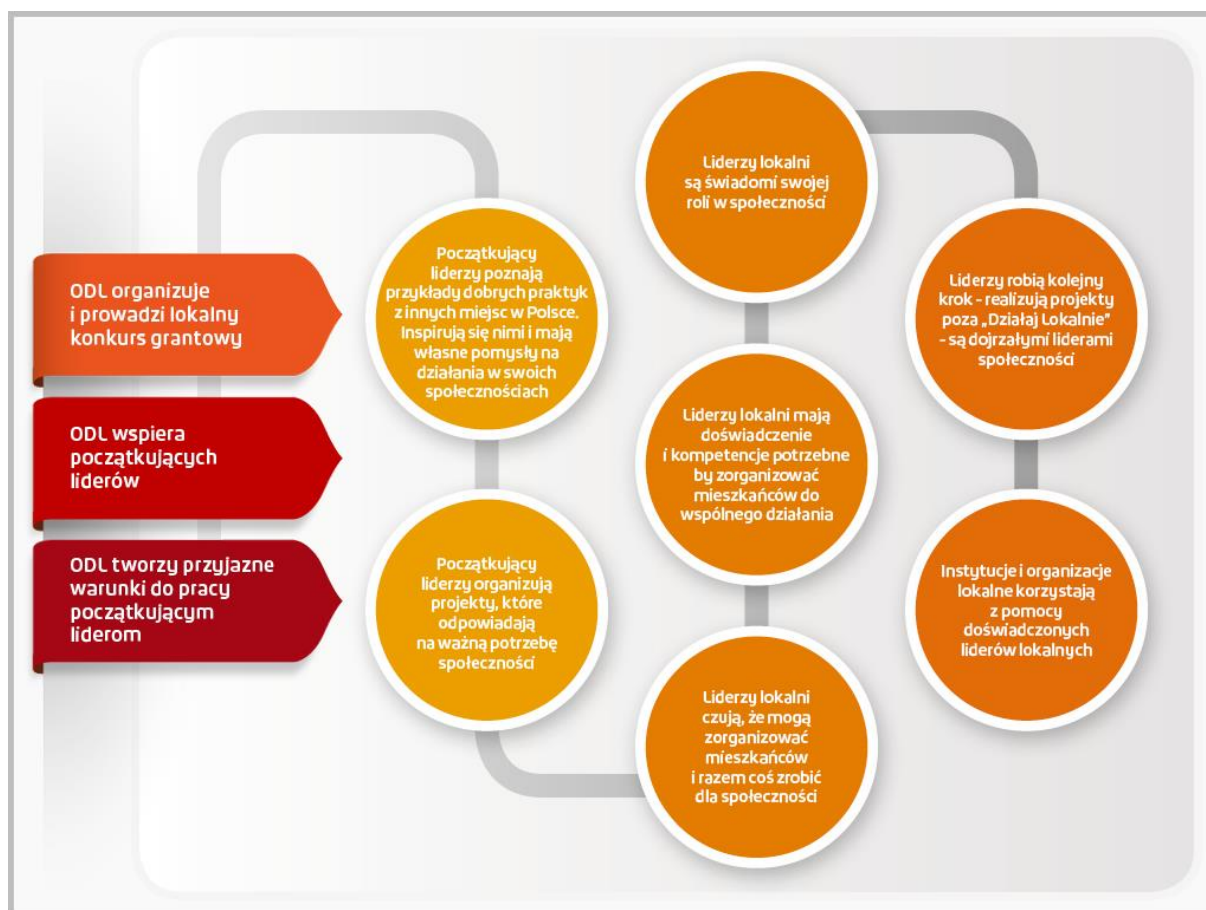 ODL organizuje
i prowadzi lokalny
konkurs grantowy
ODL wspiera
początkujących
liderów
ODL tworzy przyjazne
warunki do pracy
początkującym
liderom
Początkujący
liderzy poznają
przykłady dobrych praktyk
z innych miejsc w Polsce.
Inspirują się nimi i mają
własne pomysły na
działania w swoich
społecznościach
Początkujący
liderzy organizują
projekty, które
odpowiadają
na ważną potrzebę
społeczności
Liderzy lokalni
czują, że mogą
zorganizować
mieszkańców
i razem coś zrobić
dla społeczności
Liderzy lokalni mają
doświadczenie
i kompetencje potrzebne
by zorganizować
mieszkańców do
wspólnego działania
Liderzy lokalni
są świadomi swojej
roli w społeczności
Liderzy robią kolejny
krok - realizują projekty
poza „Działaj Lokalnie”
- są dojrzałymi liderami
społeczności
Instytucje i organizacje
lokalne korzystają
z pomocy
doświadczonych
liderów lokalnych